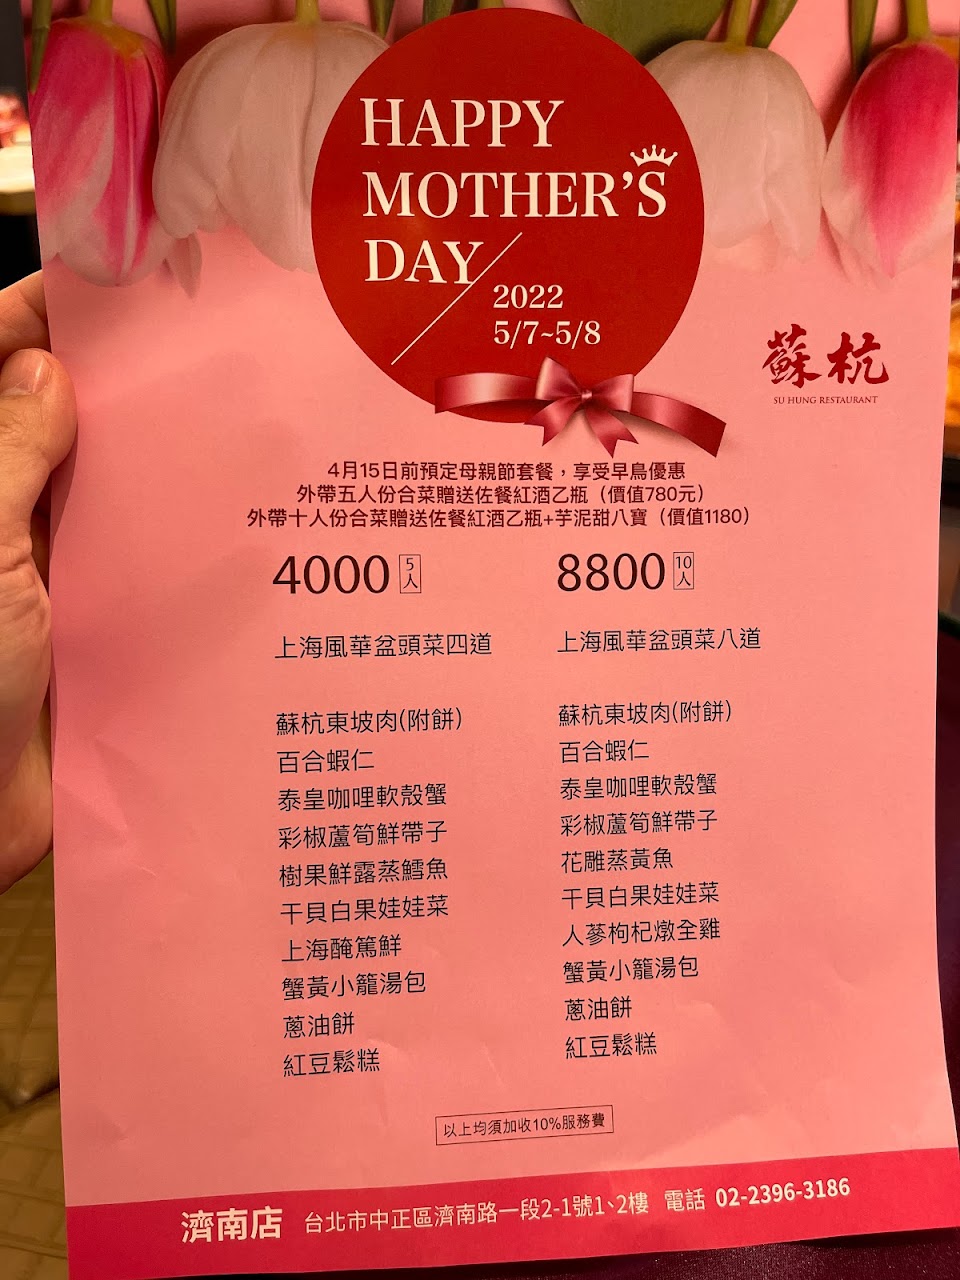 HAPPY
MOTHER'S
DAY
2022
5/7~5/8
蘇杭
SU HUNG RESTAURANT
4月15日前預定母親節套餐，享受早鳥優惠
外帶五人份合菜贈送佐餐紅酒乙瓶（價值780元）
外帶十人份合菜贈送佐餐紅酒乙瓶+芋泥甜八寶（價值1180）
4000 5人
上海風華盆頭菜四道
蘇杭東坡肉(附餅)
百合蝦仁
泰皇咖哩軟殼蟹
彩椒蘆筍鮮帶子
樹果鮮露蒸鱈魚
干貝白果娃娃菜
上海醃篤鮮
蟹黃小籠湯包
蔥油餅
紅豆鬆糕
8800 10人
上海風華盆頭菜八道
蘇杭東坡肉(附餅)
百合蝦仁
泰皇咖哩軟殼蟹
彩椒蘆筍鮮帶子
花雕蒸黃魚
干貝白果娃娃菜
人蔘枸杞燉全雞
蟹黃小籠湯包
蔥油餅
紅豆鬆糕
以上均須加收10%服務費
濟南店 台北市中正區濟南路一段2-1號1、2樓 電話 02-2396-3186